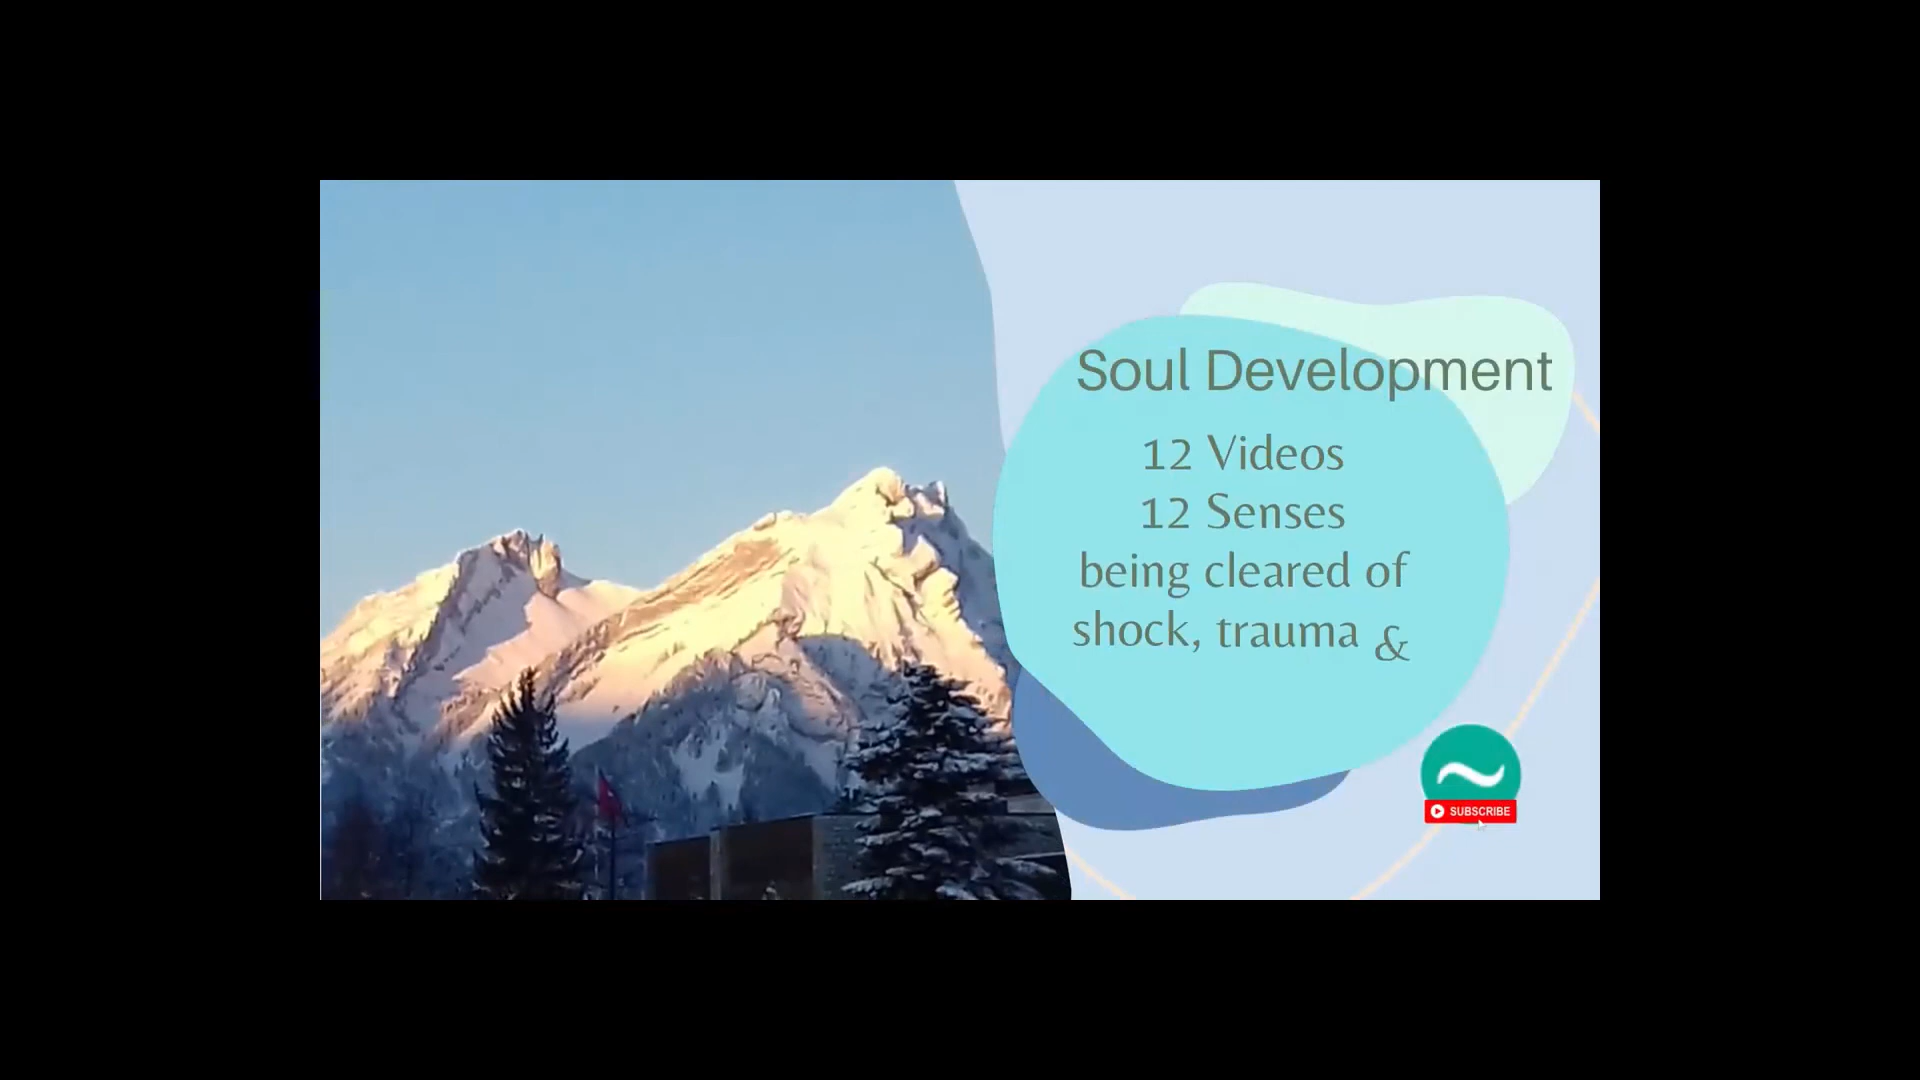 Soul Development
12 Videos
12 Senses
being cleared of
shock, trauma &
SUBSCRIBE